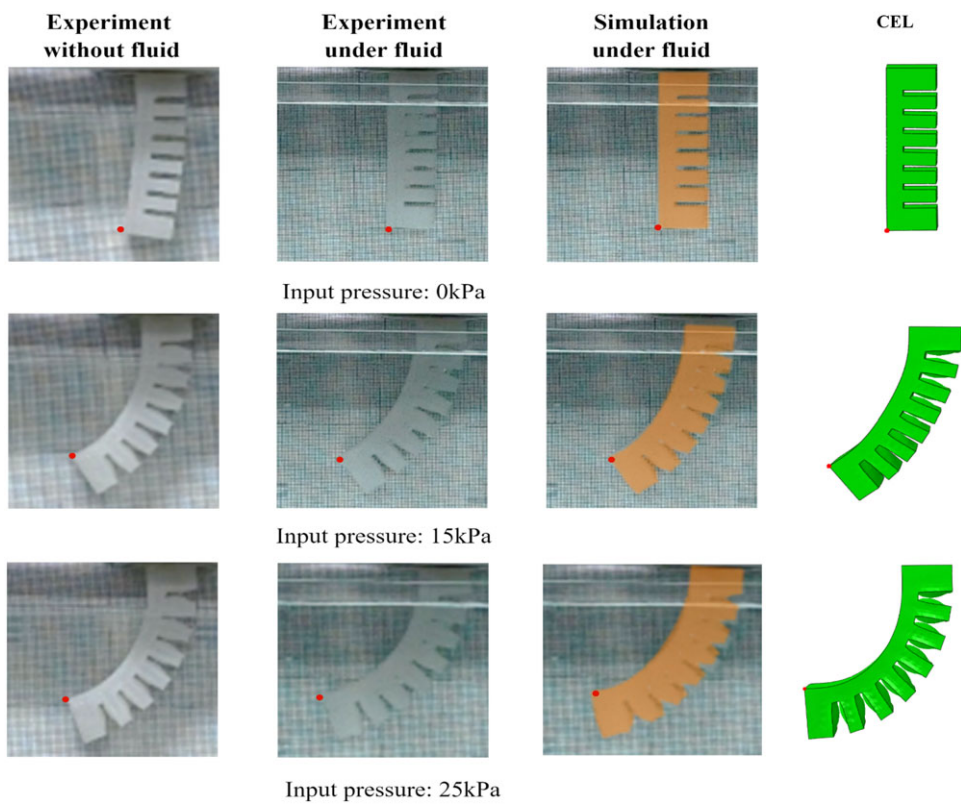 Experiment
without fluid
Experiment
under fluid
Simulation
under fluid
CEL
Input pressure: 0kPa
Input pressure: 15kPa
Input pressure: 25kPa